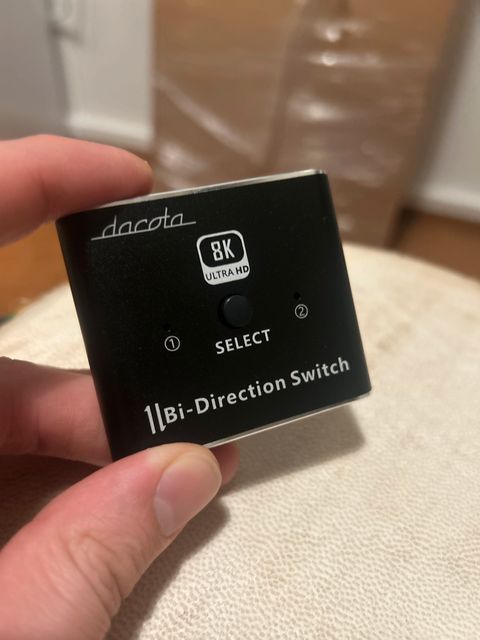 dacota
8K
ULTRA HD
① ②
SELECT
Bi-Direction Switch